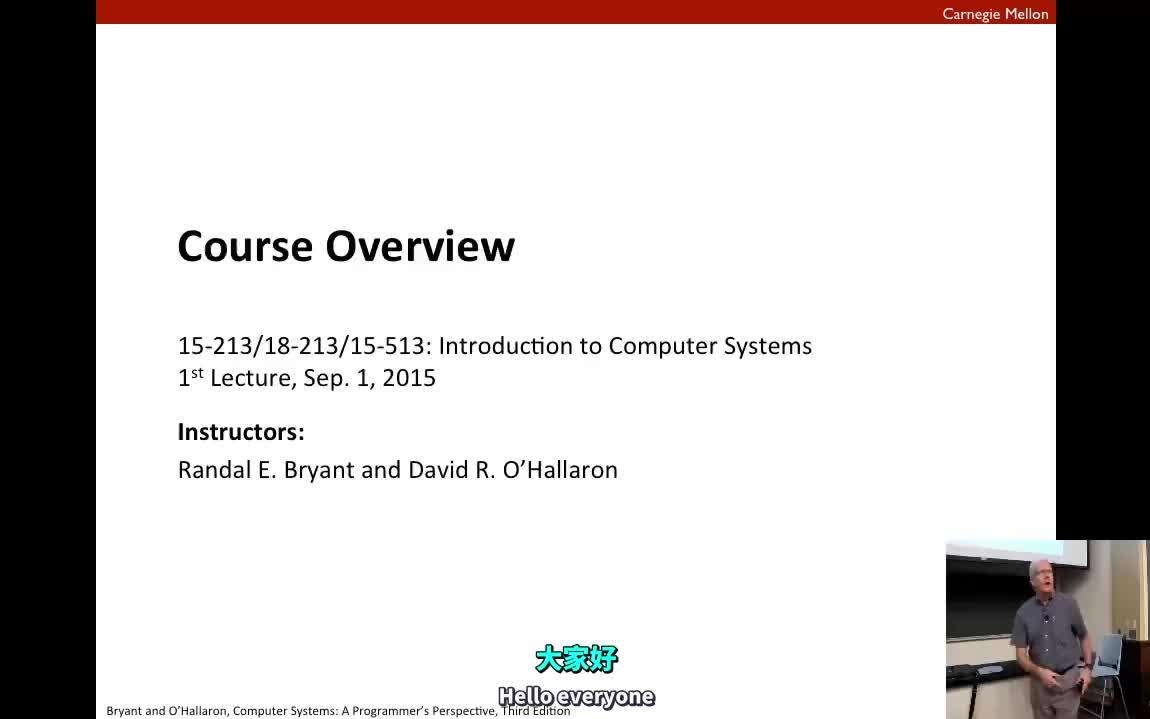 Carnegie Mellon
Course Overview
15-213/18-213/15-513: Introduction to Computer Systems
1st Lecture, Sep. 1, 2015
Instructors:
Randal E. Bryant and David R. O’Hallaron
大家好
Hello everyone
Bryant and O’Hallaron, Computer Systems: A Programmer’s Perspective, Third Edition